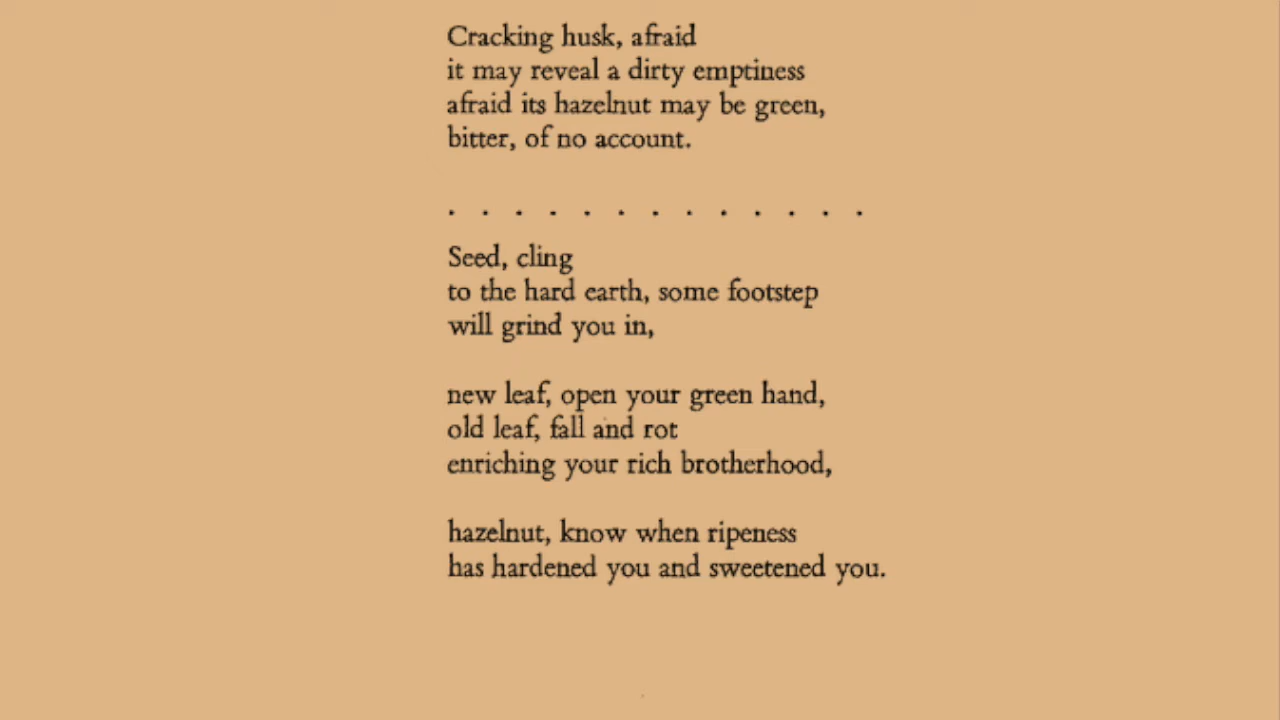 Cracking husk, afraid
it may reveal a dirty emptiness
afraid its hazelnut may be green,
bitter, of no account.
. . . . . . . . . . . . .
Seed, cling
to the hard earth, some footstep
will grind you in,
new leaf, open your green hand,
old leaf, fall and rot
enriching your rich brotherhood,
hazelnut, know when ripeness
has hardened you and sweetened you.